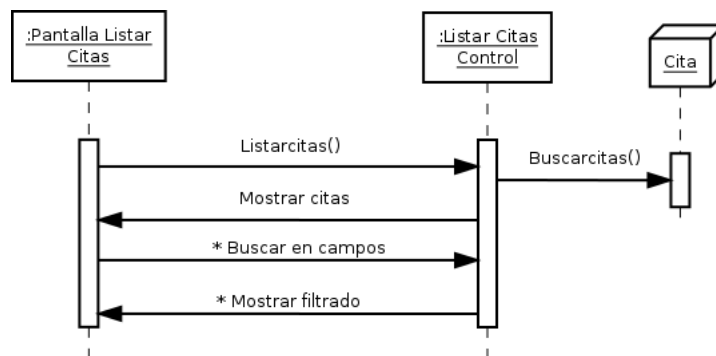 :Pantalla Listar
Citas
:Listar Citas
Control
Cita
Listarcitas()
Buscarcitas()
Mostrar citas
* Buscar en campos
* Mostrar filtrado